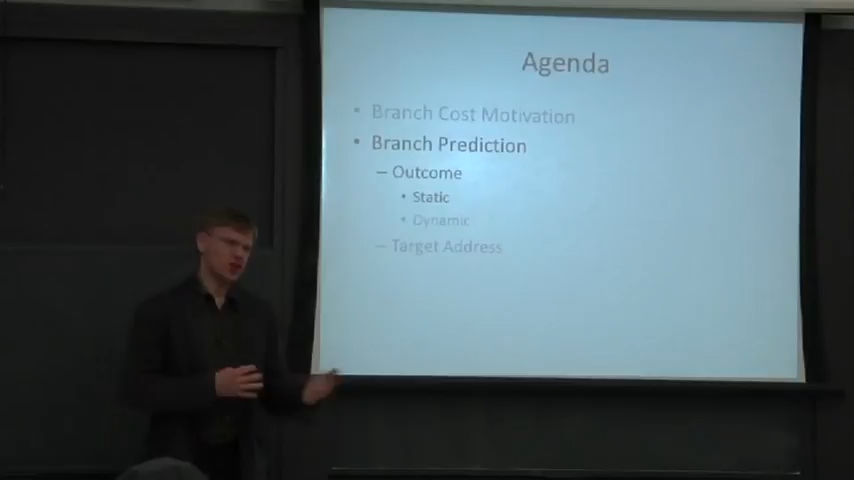 Agenda
• Branch Cost Motivation
• Branch Prediction
– Outcome
• Static
• Dynamic
– Target Address